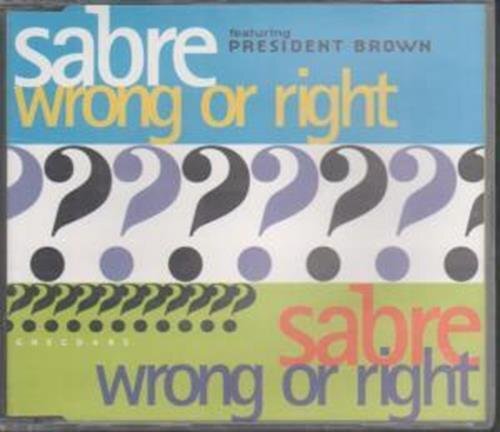 sabre featuring
PRESIDENT BROWN
wrong or right
???????
????????????
sabre
wrong or right